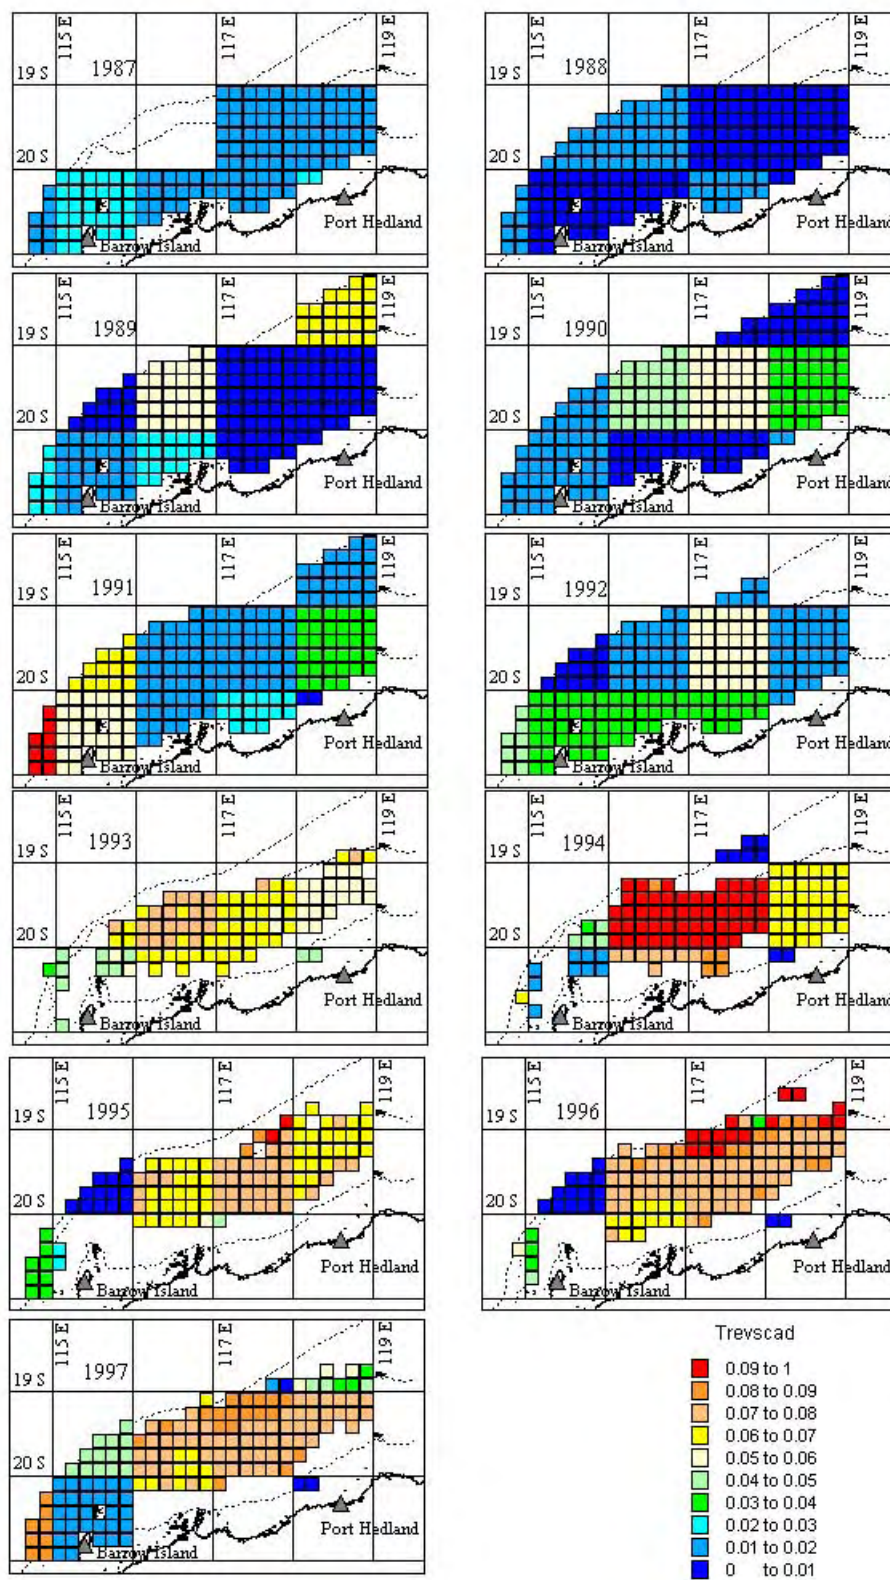 115 E
117 E
119 E
19 S
1987
20 S
Port Hedland
Barrow Island
115 E
117 E
119 E
19 S
1988
20 S
Port Hedland
Barrow Island
115 E
117 E
119 E
19 S
1989
20 S
Port Hedland
Barrow Island
115 E
117 E
119 E
19 S
1990
20 S
Port Hedland
Barrow Island
115 E
117 E
119 E
19 S
1991
20 S
Port Hedland
Barrow Island
115 E
117 E
119 E
19 S
1992
20 S
Port Hedland
Barrow Island
115 E
117 E
119 E
19 S
1993
20 S
Port Hedland
Barrow Island
115 E
117 E
119 E
19 S
1994
20 S
Port Hedland
Barrow Island
115 E
117 E
119 E
19 S
1995
20 S
Port Hedland
Barrow Island
115 E
117 E
119 E
19 S
1996
20 S
Port Hedland
Barrow Island
115 E
117 E
119 E
19 S
1997
20 S
Port Hedland
Barrow Island
Trevscad
0.09 to 1
0.08 to 0.09
0.07 to 0.08
0.06 to 0.07
0.05 to 0.06
0.04 to 0.05
0.03 to 0.04
0.02 to 0.03
0.01 to 0.02
0 to 0.01